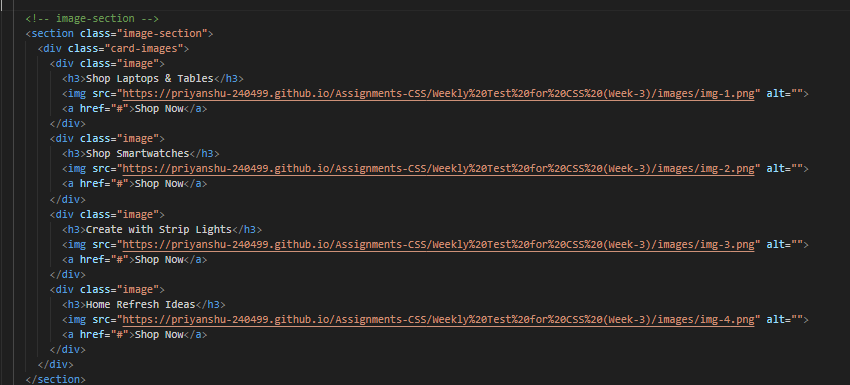 <!-- image-section -->
<section class="image-section">
<div class="card-images">
<div class="image">
<h3>Shop Laptops & Tables</h3>
<img src="https://priyanshu-240499.github.io/Assignments-CSS/Weekly%20Test%20for%20CSS%20(Week-3)/images/img-1.png" alt="">
<a href="#">Shop Now</a>
</div>
<div class="image">
<h3>Shop Smartwatches</h3>
<img src="https://priyanshu-240499.github.io/Assignments-CSS/Weekly%20Test%20for%20CSS%20(Week-3)/images/img-2.png" alt="">
<a href="#">Shop Now</a>
</div>
<div class="image">
<h3>Create with Strip Lights</h3>
<img src="https://priyanshu-240499.github.io/Assignments-CSS/Weekly%20Test%20for%20CSS%20(Week-3)/images/img-3.png" alt="">
<a href="#">Shop Now</a>
</div>
<div class="image">
<h3>Home Refresh Ideas</h3>
<img src="https://priyanshu-240499.github.io/Assignments-CSS/Weekly%20Test%20for%20CSS%20(Week-3)/images/img-4.png" alt="">
<a href="#">Shop Now</a>
</div>
</div>
</section>